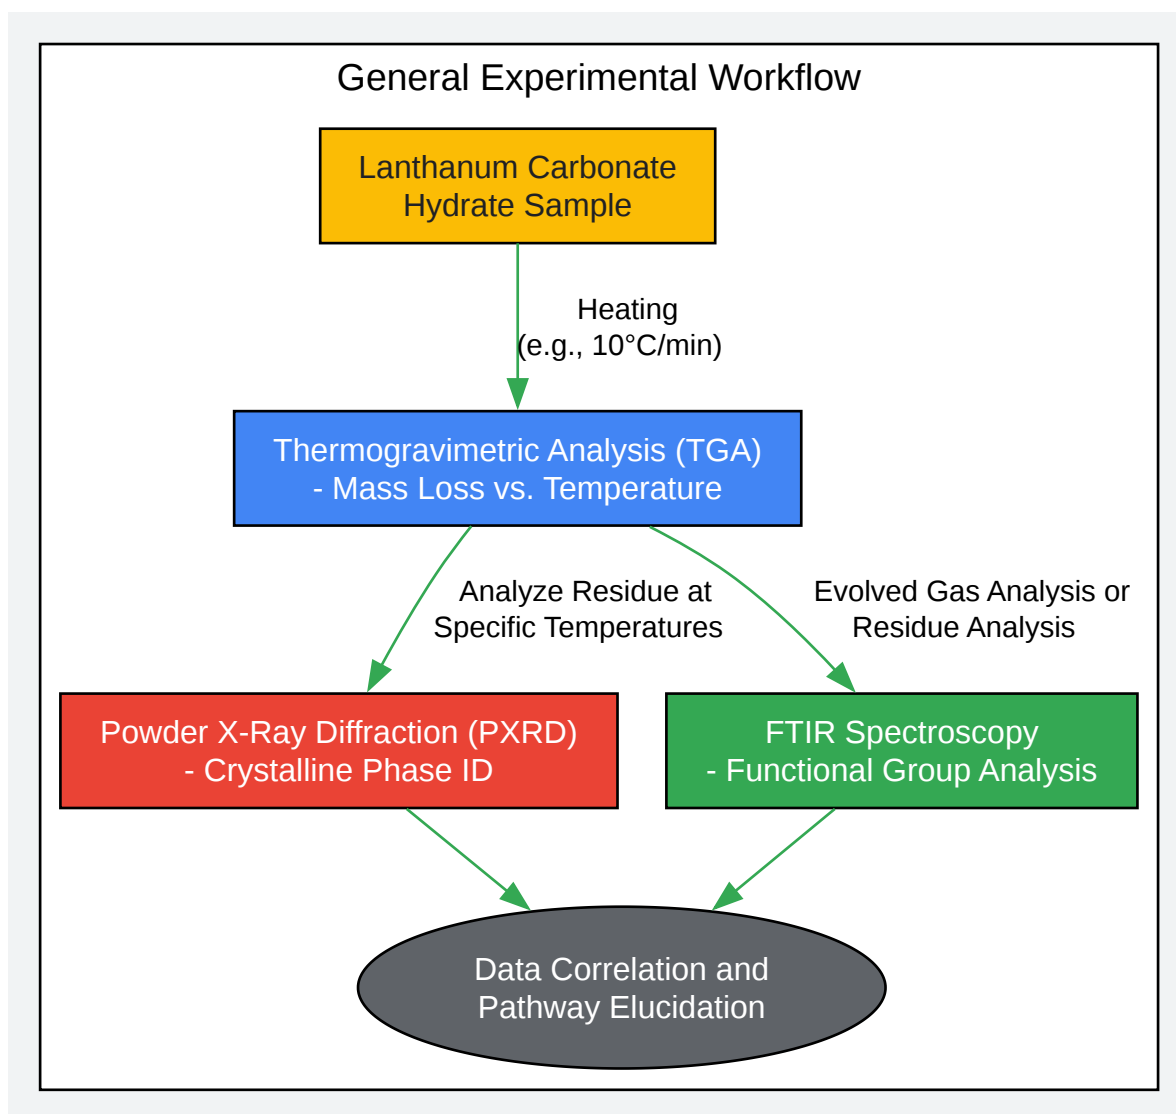 General Experimental Workflow
Lanthanum Carbonate
Hydrate Sample
Heating
(e.g., 10°C/min)
Thermogravimetric Analysis (TGA)
- Mass Loss vs. Temperature
Analyze Residue at
Specific Temperatures
Evolved Gas Analysis or
Residue Analysis
Powder X-Ray Diffraction (PXRD)
- Crystalline Phase ID
FTIR Spectroscopy
- Functional Group Analysis
Data Correlation and
Pathway Elucidation